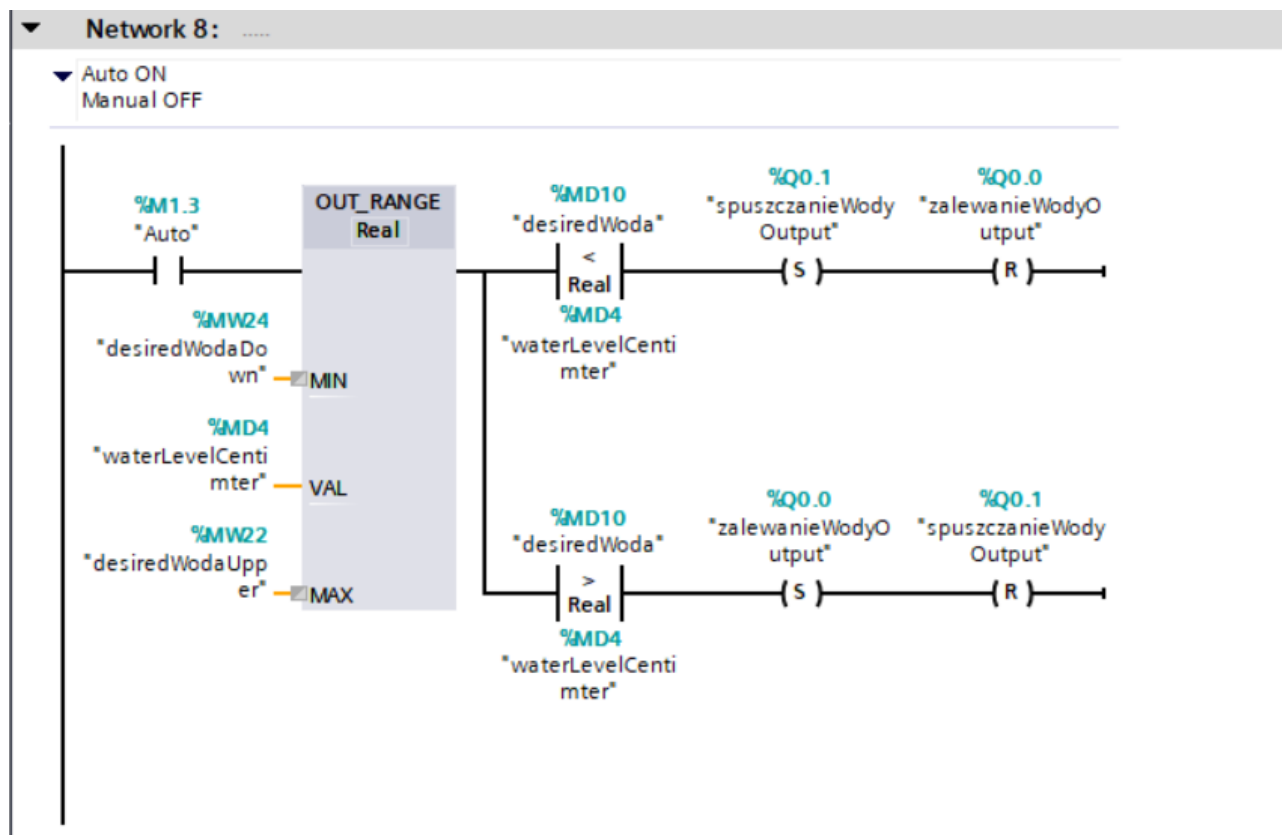 Network 8: .....
Auto ON
Manual OFF
%M1.3
"Auto"
OUT_RANGE
Real
%MW24
"desiredWodaDo
wn"
MIN
%MD4
"waterLevelCenti
mter"
VAL
%MW22
"desiredWodaUpp
er"
MAX
%MD10
"desiredWoda"
<
Real
%MD4
"waterLevelCenti
mter"
%Q0.1
"spuszczanieWody
Output"
( S )
%Q0.0
"zalewanieWodyO
utput"
( R )
%MD10
"desiredWoda"
>
Real
%MD4
"waterLevelCenti
mter"
%Q0.0
"zalewanieWodyO
utput"
( S )
%Q0.1
"spuszczanieWody
Output"
( R )